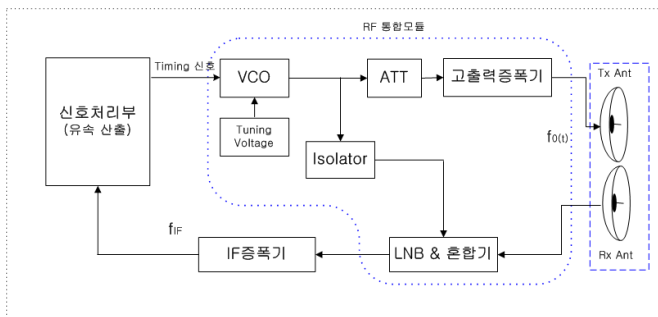 RF 통합모듈
Timing 신호
VCO
ATT
고출력증폭기
Tx Ant
신호처리부
(유속 산출)
Tuning
Voltage
Isolator
f0(t)
fIF
IF증폭기
LNB & 혼합기
Rx Ant